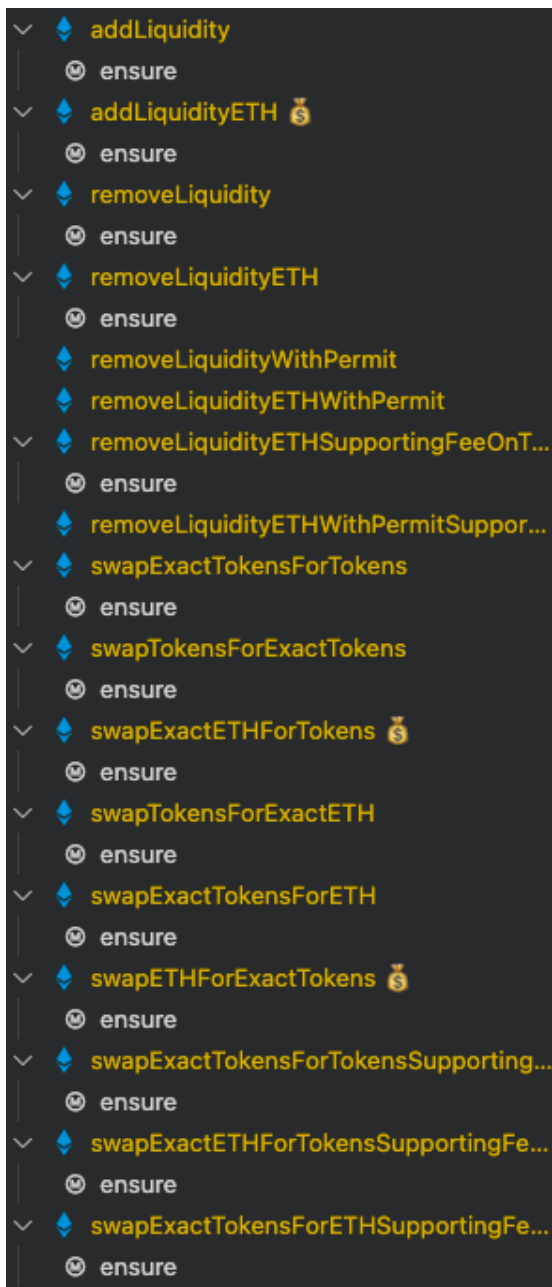 addLiquidity
ensure
addLiquidityETH 💰
ensure
removeLiquidity
ensure
removeLiquidityETH
ensure
removeLiquidityWithPermit
removeLiquidityETHWithPermit
removeLiquidityETHSupportingFeeOnT...
ensure
removeLiquidityETHWithPermitSuppor...
swapExactTokensForTokens
ensure
swapTokensForExactTokens
ensure
swapExactETHForTokens 💰
ensure
swapTokensForExactETH
ensure
swapExactTokensForETH
ensure
swapETHForExactTokens 💰
ensure
swapExactTokensForTokensSupporting...
ensure
swapExactETHForTokensSupportingFe...
ensure
swapExactTokensForETHSupportingFe...
ensure